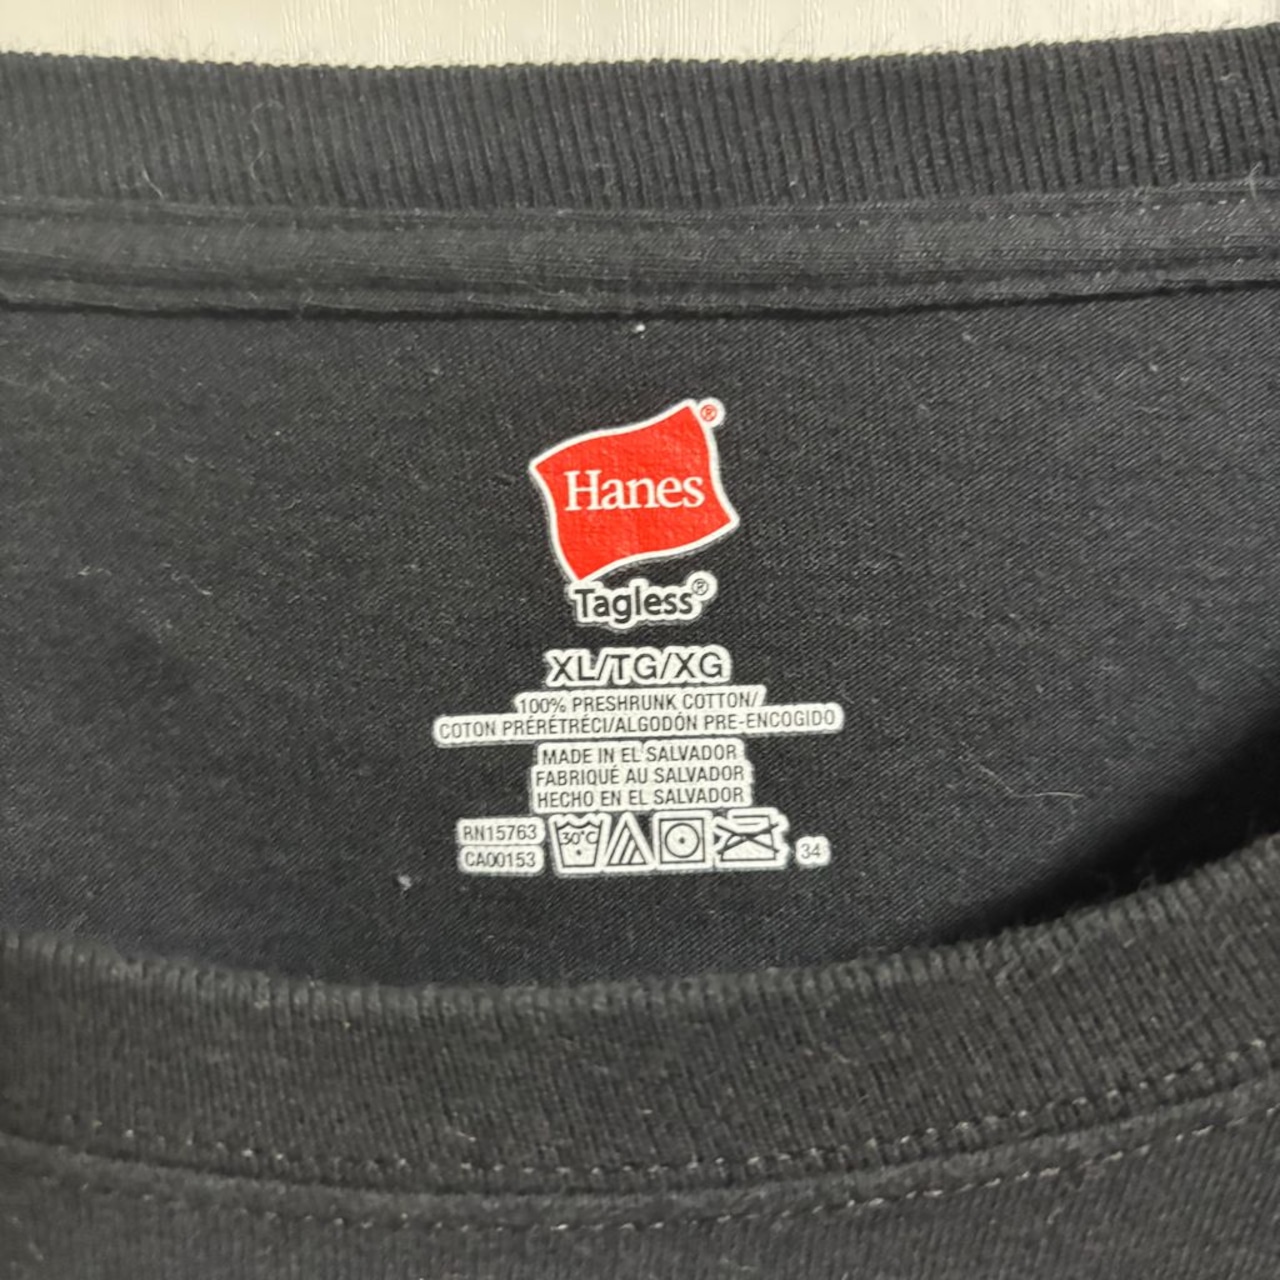 Hanes®
Tagless®
XL/TG/XG
100% PRESHRUNK COTTON/
COTON PRÉRÉTRÉCI/ALGODÓN PRE-ENCOGIDO
MADE IN EL SALVADOR
FABRIQUÉ AU SALVADOR
HECHO EN EL SALVADOR
RN15763
CA00153
30°C
34